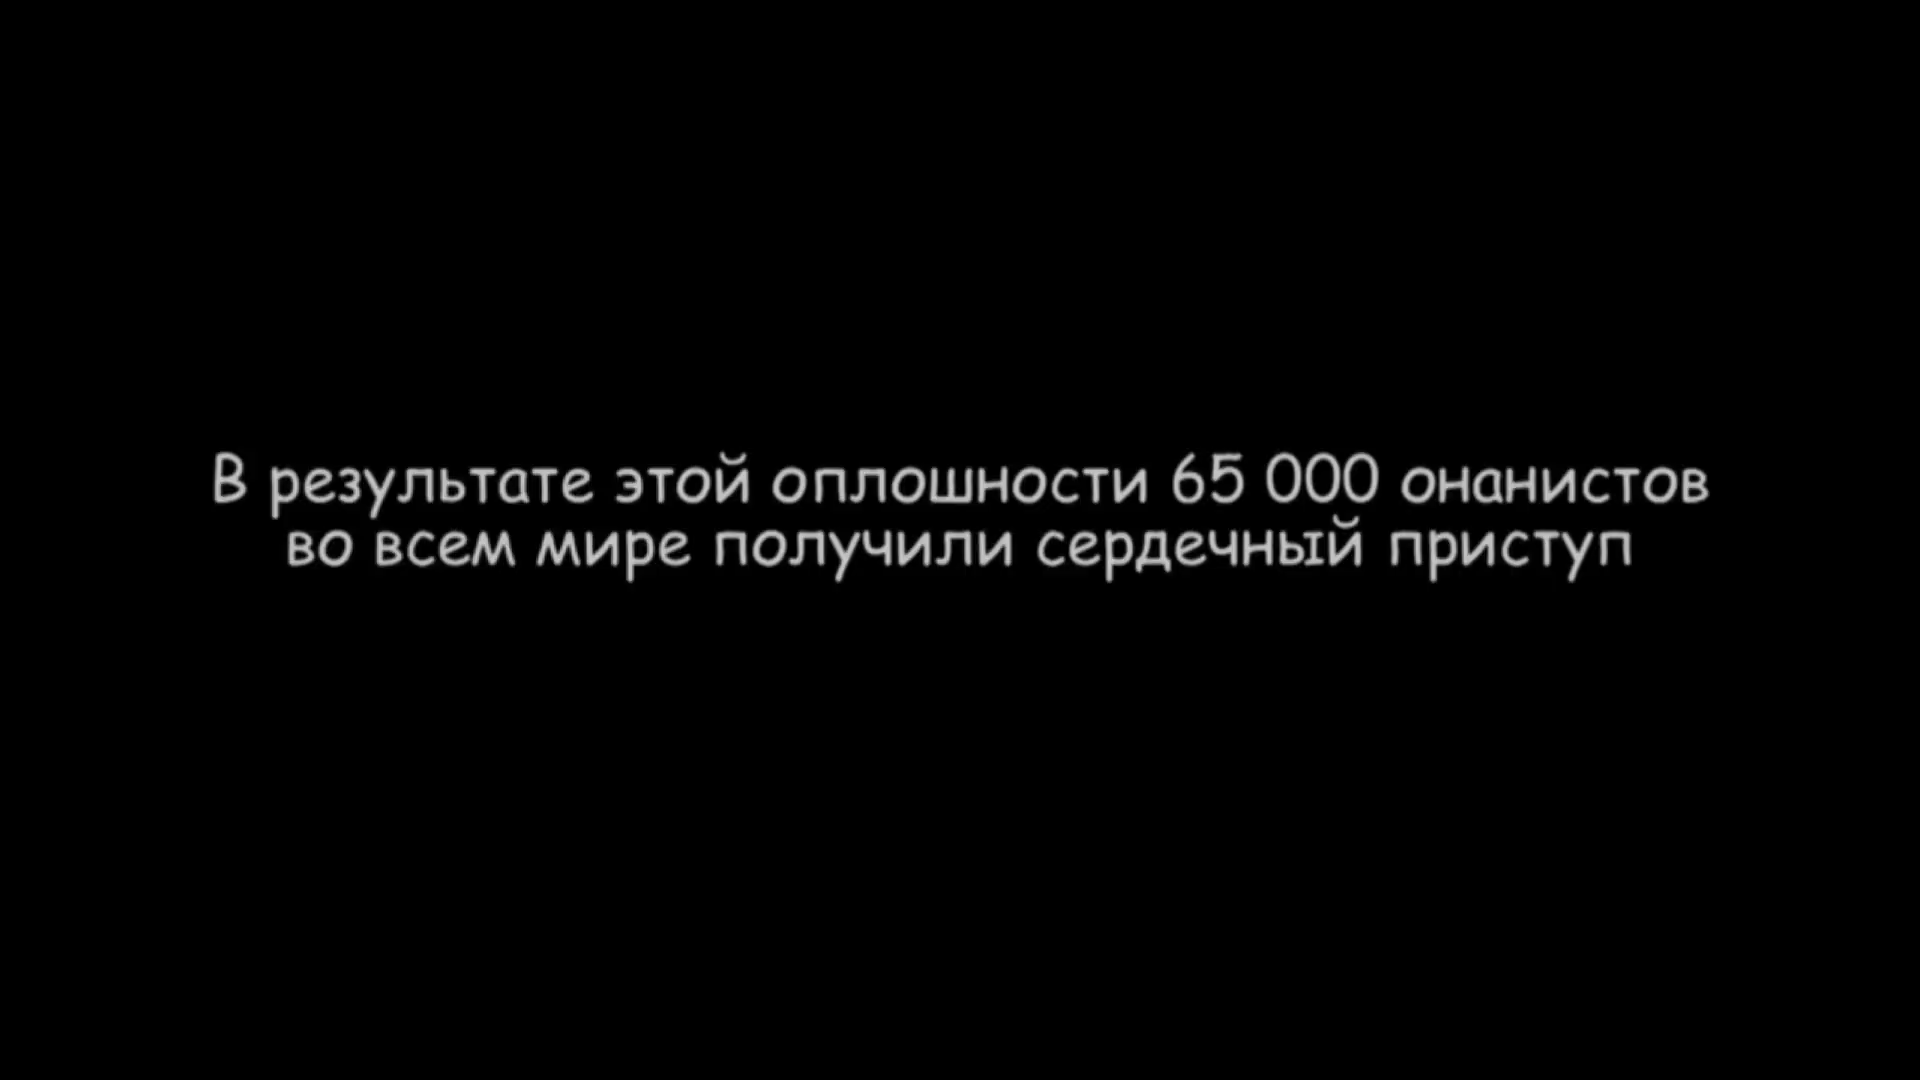 В результате этой оплошности 65 000 онанистов
во всем мире получили сердечный приступ